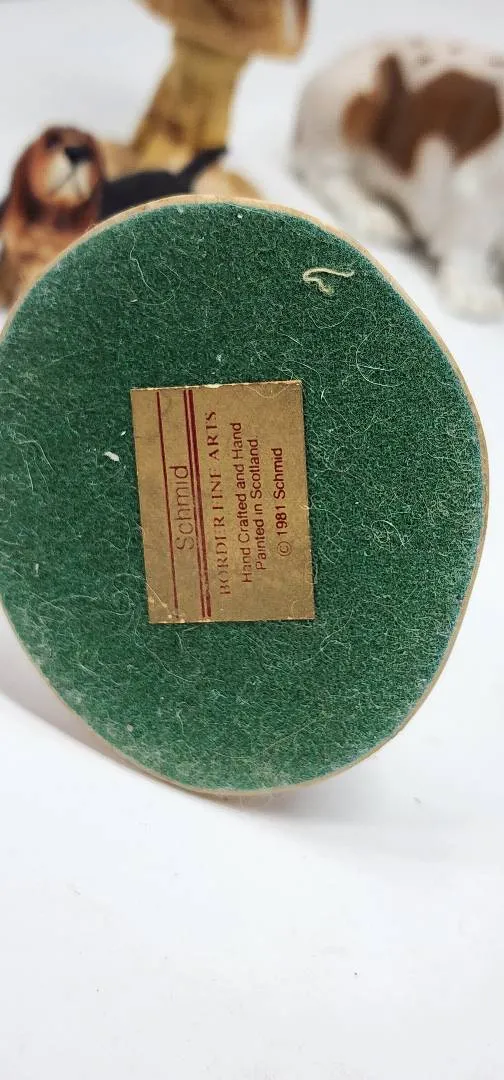 Schmid
BORDER FINE ARTS
Hand Crafted and Hand
Painted in Scotland.
© 1981 Schmid